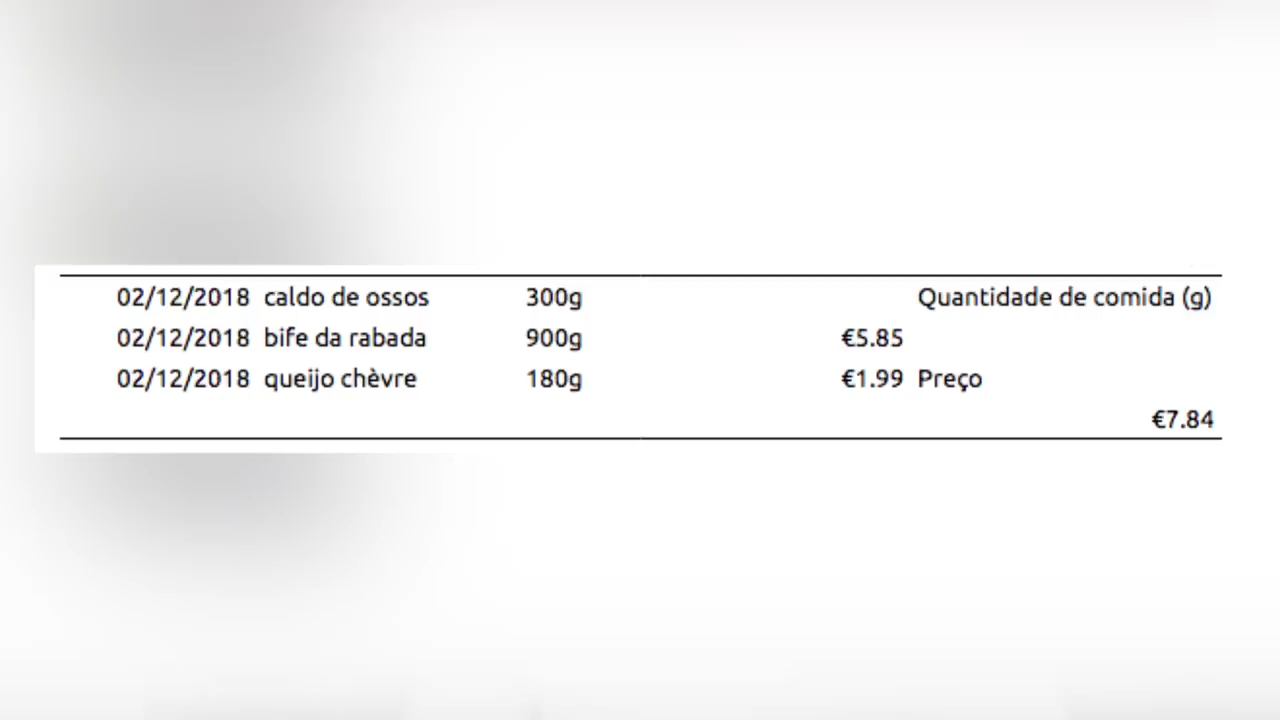 02/12/2018 caldo de ossos 300g Quantidade de comida (g)
02/12/2018 bife da rabada 900g €5.85
02/12/2018 queijo chèvre 180g €1.99 Preço
€7.84